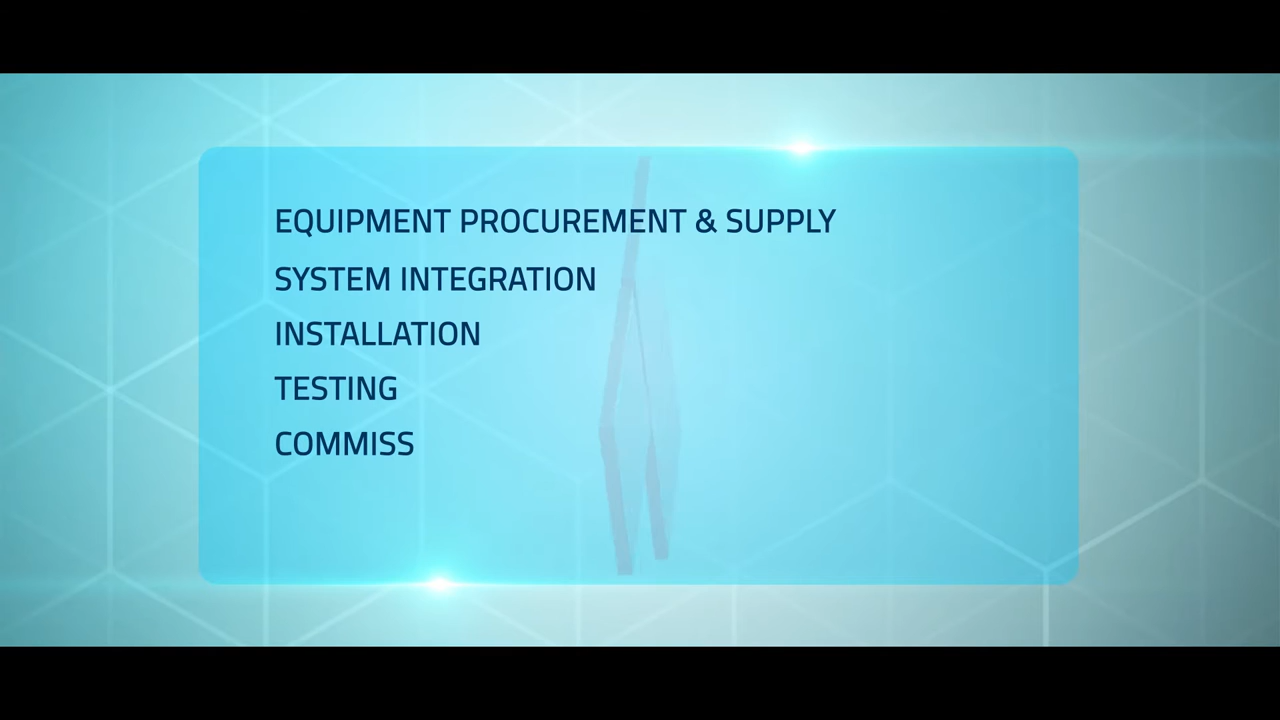 EQUIPMENT PROCUREMENT & SUPPLY
SYSTEM INTEGRATION
INSTALLATION
TESTING
COMMISS